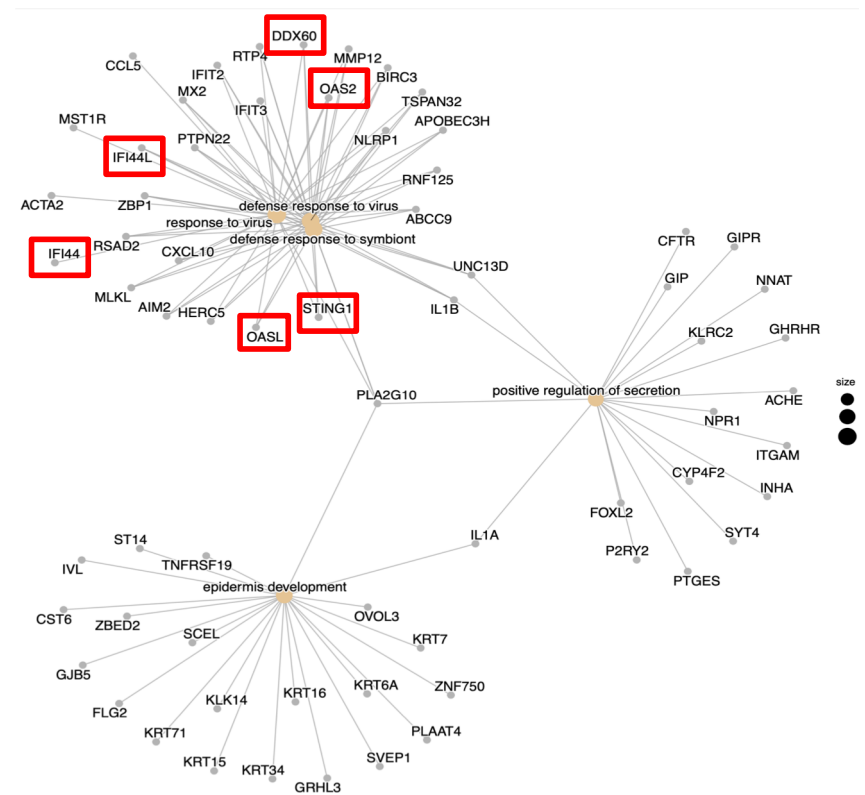 DDX60
RTP4
MMP12
CCL5
IFIT2
BIRC3
MX2
OAS2
TSPAN32
IFIT3
MST1R
APOBEC3H
PTPN22
NLRP1
IFI44L
RNF125
ACTA2
ZBP1
defense response to virus
response to virus
ABCC9
defense response to symbiont
RSAD2
IFI44
CXCL10
CFTR
GIPR
UNC13D
GIP
NNAT
MLKL
AIM2
HERC5
STING1
IL1B
OASL
KLRC2
GHRHR
size
PLA2G10
positive regulation of secretion
ACHE
NPR1
ITGAM
CYP4F2
INHA
FOXL2
IL1A
SYT4
ST14
P2RY2
IVL
TNFRSF19
PTGES
epidermis development
CST6
ZBED2
OVOL3
SCEL
KRT7
GJB5
KRT6A
ZNF750
KRT16
KLK14
FLG2
PLAAT4
KRT71
SVEP1
KRT15
KRT34
GRHL3